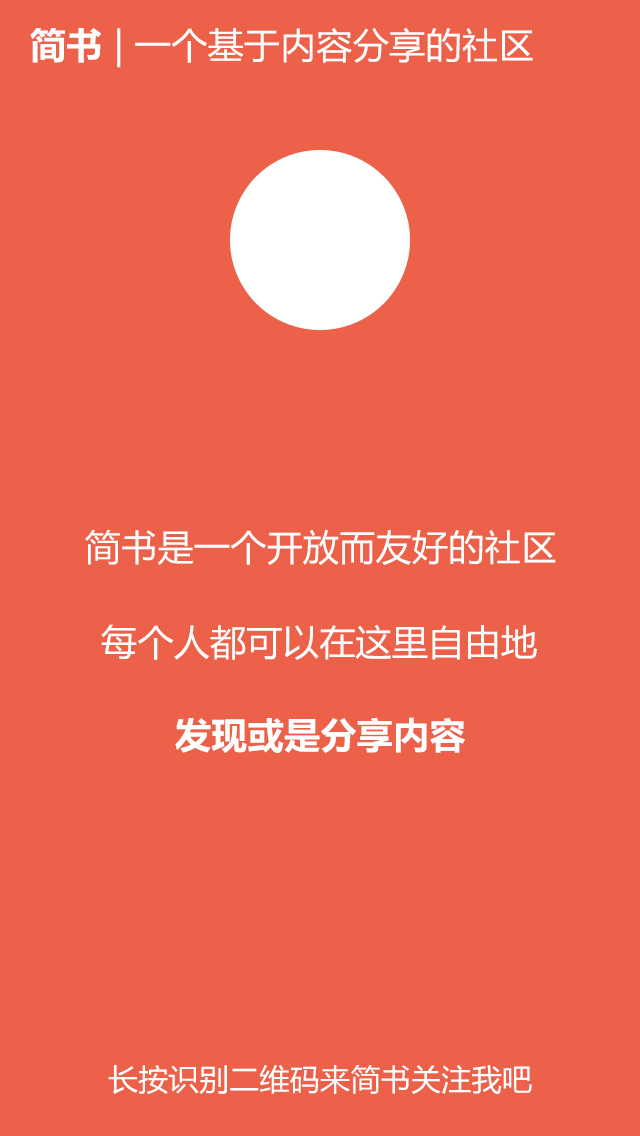 简书 | 一个基于内容分享的社区
简书是一个开放而友好的社区
每个人都可以在这里自由地
发现或是分享内容
长按识别二维码来简书关注我吧